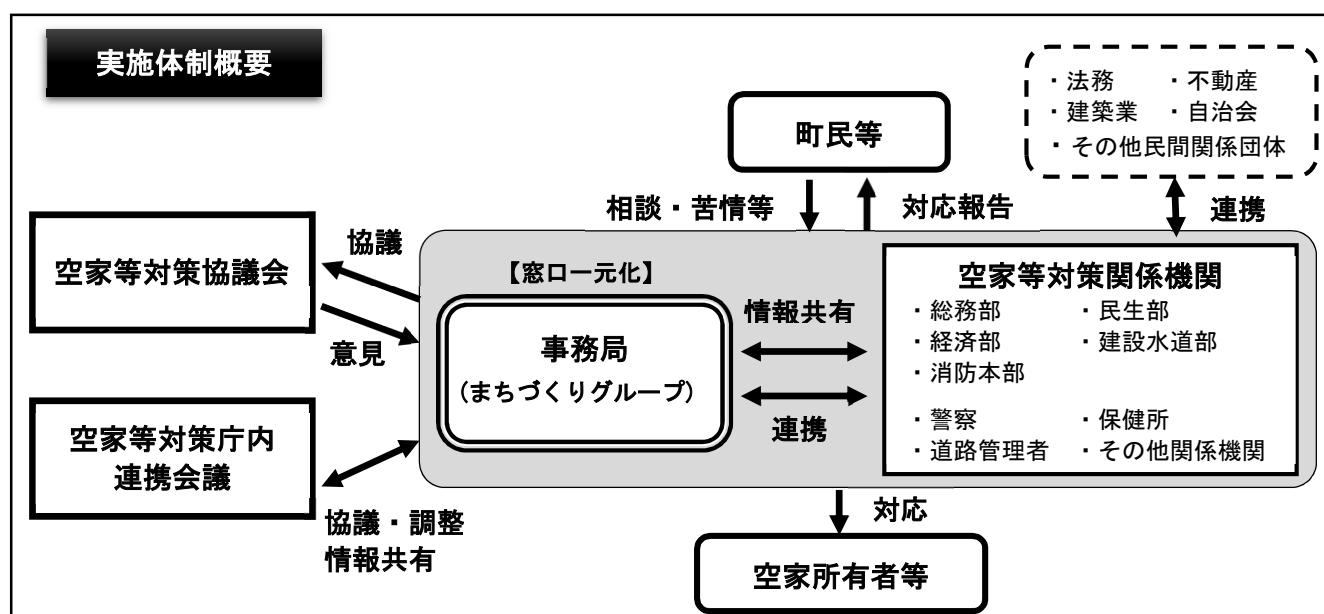 実施体制概要
・法務 ・不動産
・建築業 ・自治会
・その他民間関係団体
町民等
相談・苦情等
対応報告
連携
空家等対策協議会
協議
意見
【窓口一元化】
事務局
(まちづくりグループ)
情報共有
連携
空家等対策関係機関
・総務部 ・民生部
・経済部 ・建設水道部
・消防本部
・警察 ・保健所
・道路管理者 ・その他関係機関
空家等対策庁内
連携会議
協議・調整
情報共有
対応
空家所有者等